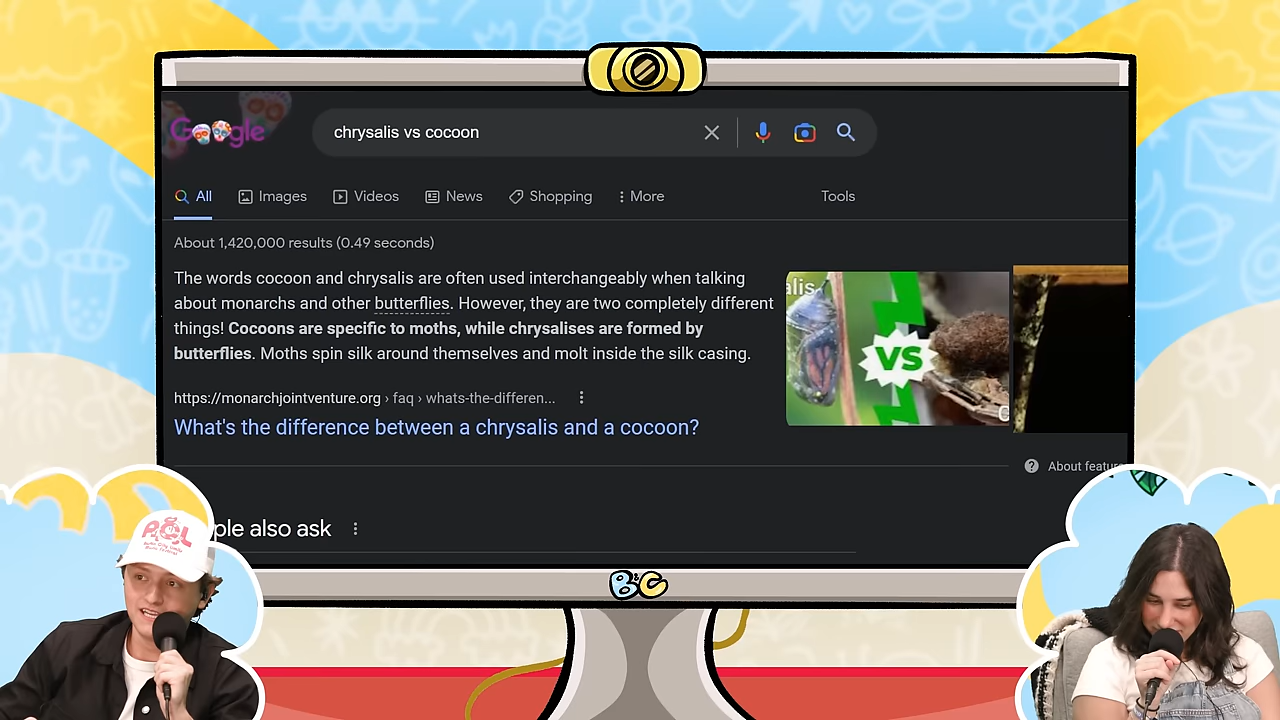 Google
chrysalis vs cocoon
All Images Videos News Shopping More Tools
About 1,420,000 results (0.49 seconds)
The words cocoon and chrysalis are often used interchangeably when talking
about monarchs and other butterflies. However, they are two completely different
things! Cocoons are specific to moths, while chrysalises are formed by
butterflies. Moths spin silk around themselves and molt inside the silk casing.
alis
VS
C
https://monarchjointventure.org › faq › whats-the-differen...
What's the difference between a chrysalis and a cocoon?
About featur
ple also ask
B&C